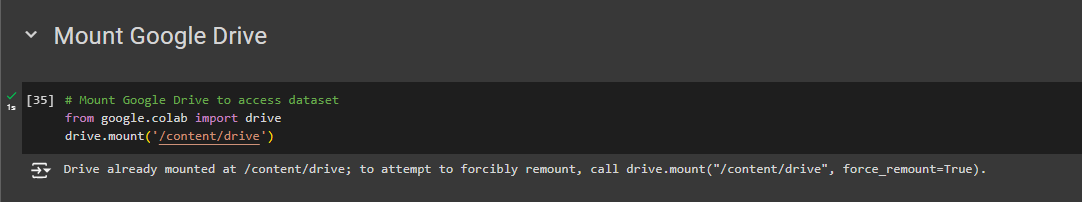 Mount Google Drive
[35] # Mount Google Drive to access dataset
from google.colab import drive
drive.mount('/content/drive')
1s
Drive already mounted at /content/drive; to attempt to forcibly remount, call drive.mount("/content/drive", force_remount=True).